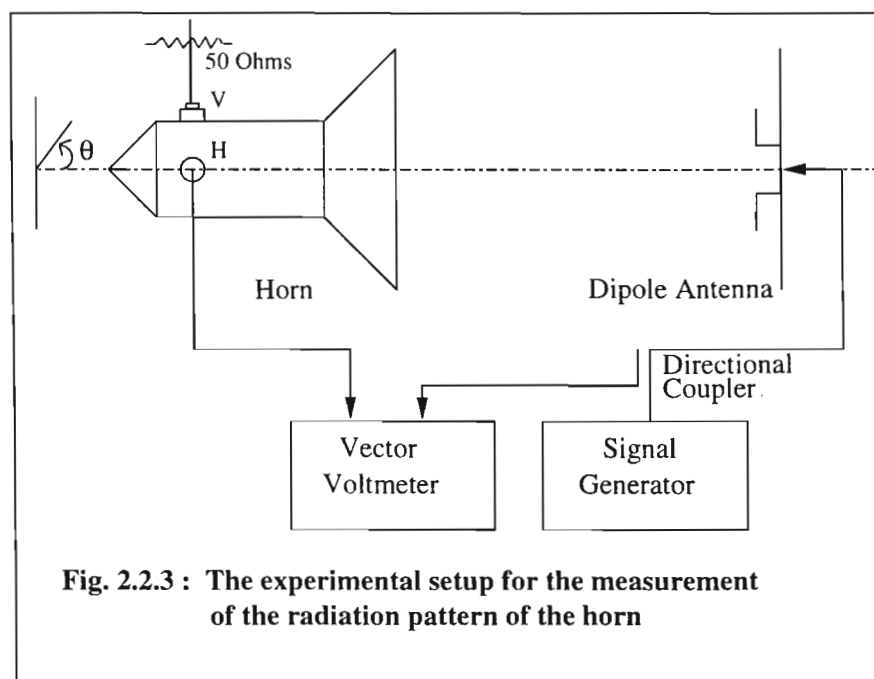 50 Ohms
V
θ
H
Horn
Dipole Antenna
Directional
Coupler
Vector
Voltmeter
Signal
Generator
Fig. 2.2.3 : The experimental setup for the measurement
of the radiation pattern of the horn